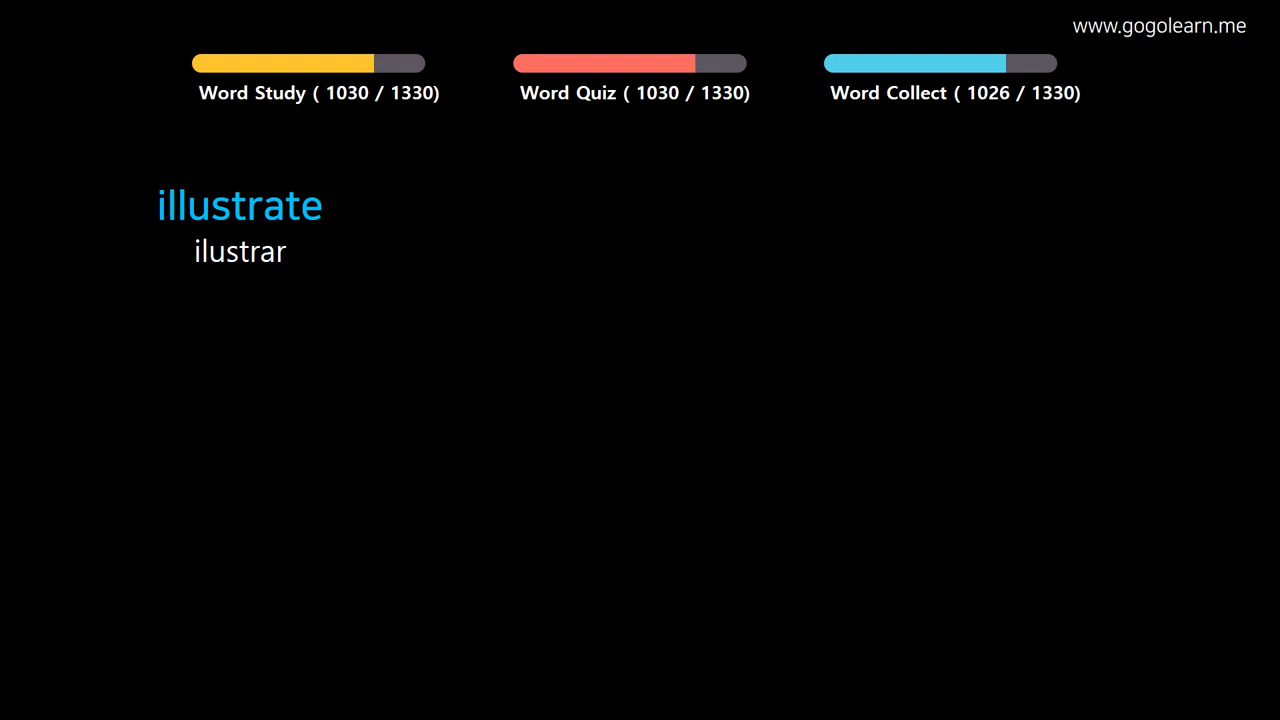 www.gogolearn.me
Word Study ( 1030 / 1330)
Word Quiz ( 1030 / 1330)
Word Collect ( 1026 / 1330)
illustrate
ilustrar